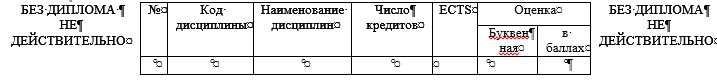 БЕЗ ДИПЛОМА
НЕ
ДЕЙСТВИТЕЛЬНО
№
Код
дисциплины
Наименование
дисциплин
Число
кредитов
ECTS
Оценка
Буквен
ная
в
баллах
БЕЗ ДИПЛОМА
НЕ
ДЕЙСТВИТЕЛЬНО